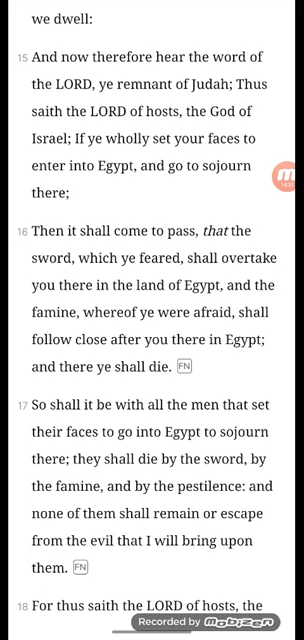 we dwell:
15 And now therefore hear the word of
the LORD, ye remnant of Judah; Thus
saith the LORD of hosts, the God of
Israel; If ye wholly set your faces to
enter into Egypt, and go to sojourn
there;
16 Then it shall come to pass, that the
sword, which ye feared, shall overtake
you there in the land of Egypt, and the
famine, whereof ye were afraid, shall
follow close after you there in Egypt;
and there ye shall die. FN
17 So shall it be with all the men that set
their faces to go into Egypt to sojourn
there; they shall die by the sword, by
the famine, and by the pestilence: and
none of them shall remain or escape
from the evil that I will bring upon
them. FN
18 For thus saith the LORD of hosts, the
Recorded by mobizen